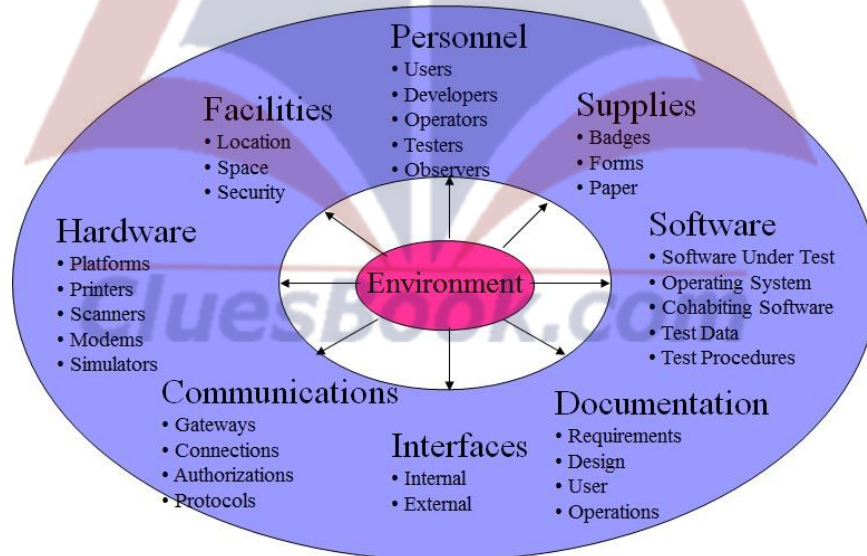 Personnel
• Users
• Developers
• Operators
• Testers
• Observers
Facilities
• Location
• Space
• Security
Supplies
• Badges
• Forms
• Paper
Hardware
• Platforms
• Printers
• Scanners
• Modems
• Simulators
Environment
Software
• Software Under Test
• Operating System
• Cohabiting Software
• Test Data
• Test Procedures
CluesBook.com
Communications
• Gateways
• Connections
• Authorizations
• Protocols
Interfaces
• Internal
• External
Documentation
• Requirements
• Design
• User
• Operations